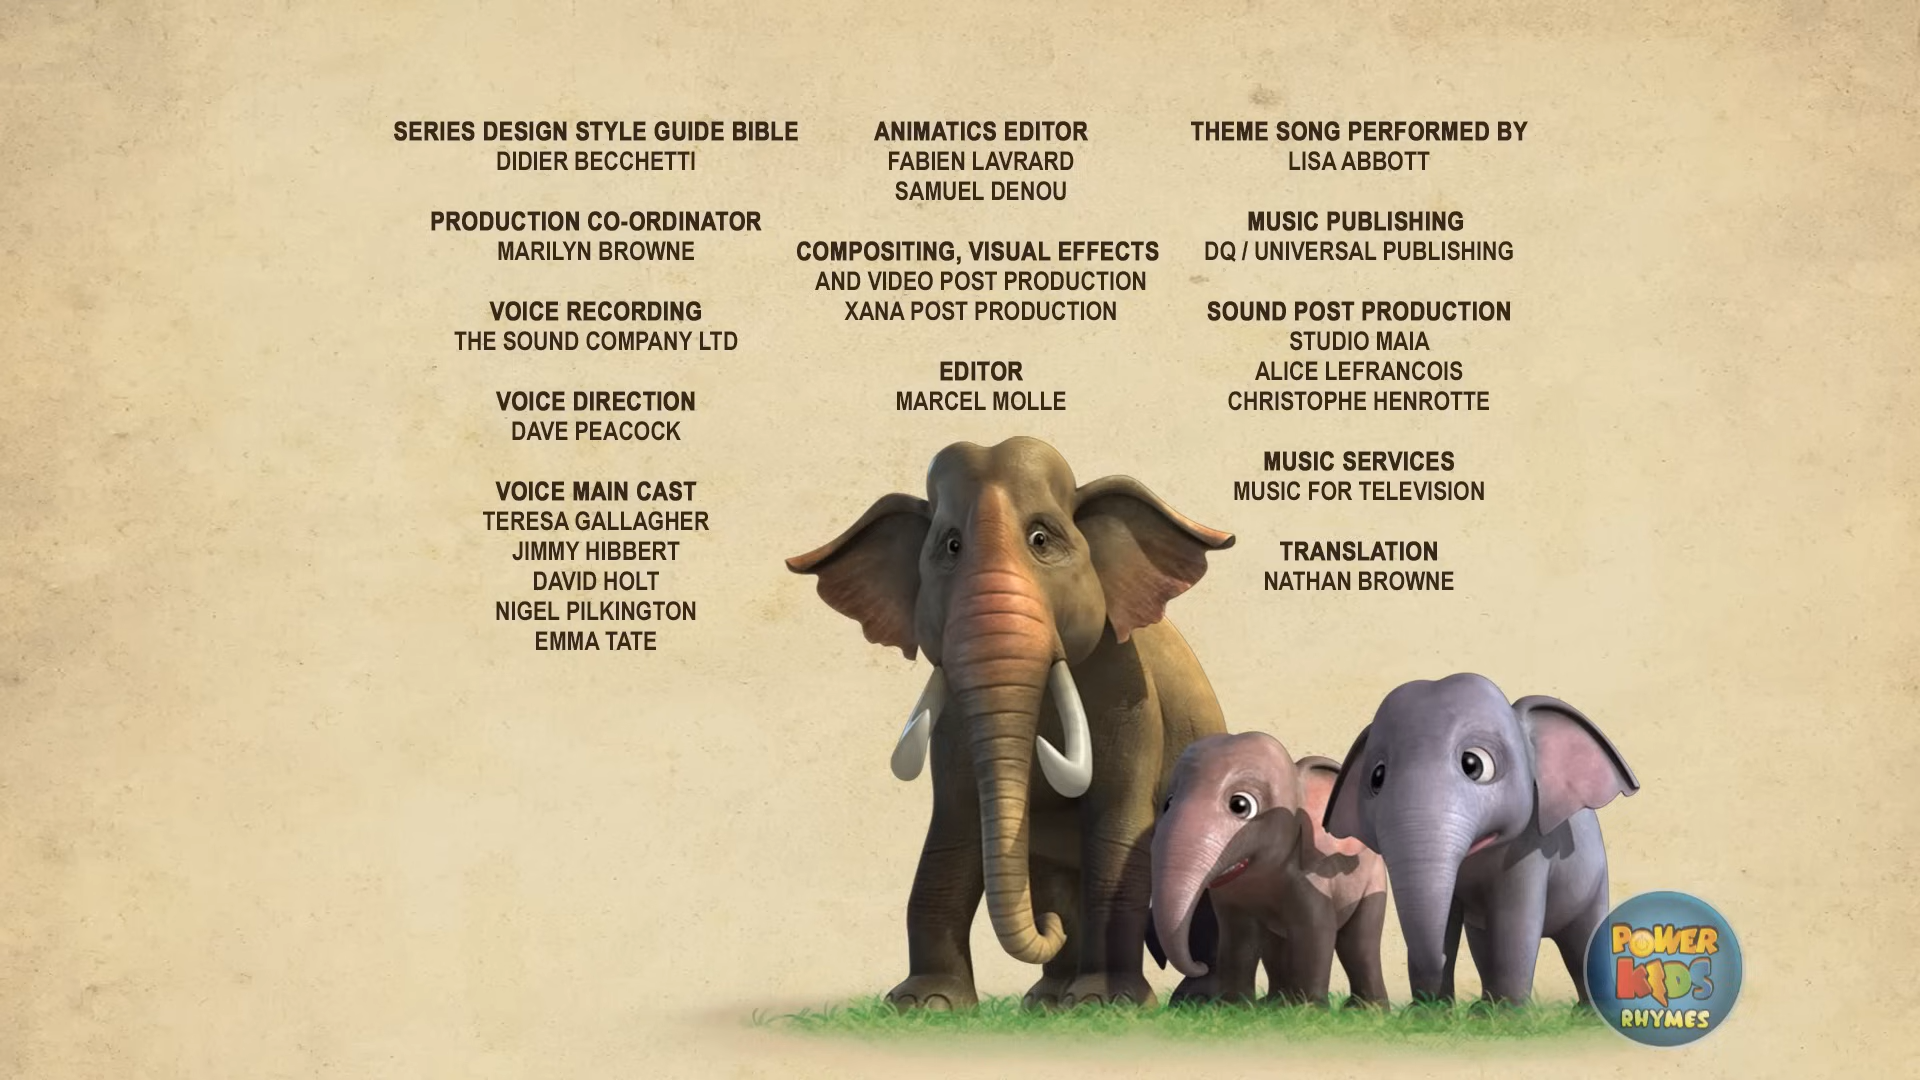 SERIES DESIGN STYLE GUIDE BIBLE
DIDIER BECCHETTI
PRODUCTION CO-ORDINATOR
MARILYN BROWNE
VOICE RECORDING
THE SOUND COMPANY LTD
VOICE DIRECTION
DAVE PEACOCK
VOICE MAIN CAST
TERESA GALLAGHER
JIMMY HIBBERT
DAVID HOLT
NIGEL PILKINGTON
EMMA TATE
ANIMATICS EDITOR
FABIEN LAVRARD
SAMUEL DENOU
COMPOSITING, VISUAL EFFECTS
AND VIDEO POST PRODUCTION
XANA POST PRODUCTION
EDITOR
MARCEL MOLLE
THEME SONG PERFORMED BY
LISA ABBOTT
MUSIC PUBLISHING
DQ / UNIVERSAL PUBLISHING
SOUND POST PRODUCTION
STUDIO MAIA
ALICE LEFRANCOIS
CHRISTOPHE HENROTTE
MUSIC SERVICES
MUSIC FOR TELEVISION
TRANSLATION
NATHAN BROWNE
POWER
KIDS
RHYMES